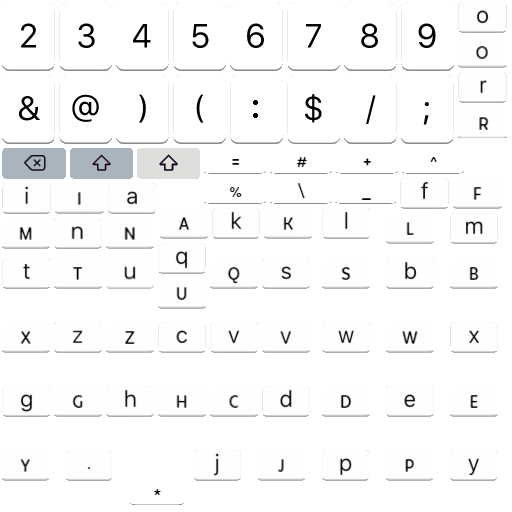 2 3 4 5 6 7 8 9 o
o
& @ ) ( : $ / ; r
R
= # + ^
% \ _ f F
i I a
A k K l L m
M n N
q
t T u Q s S b B
U
X z Z c v V w W x
g G h H C d D e E
Y . j J p P y
*